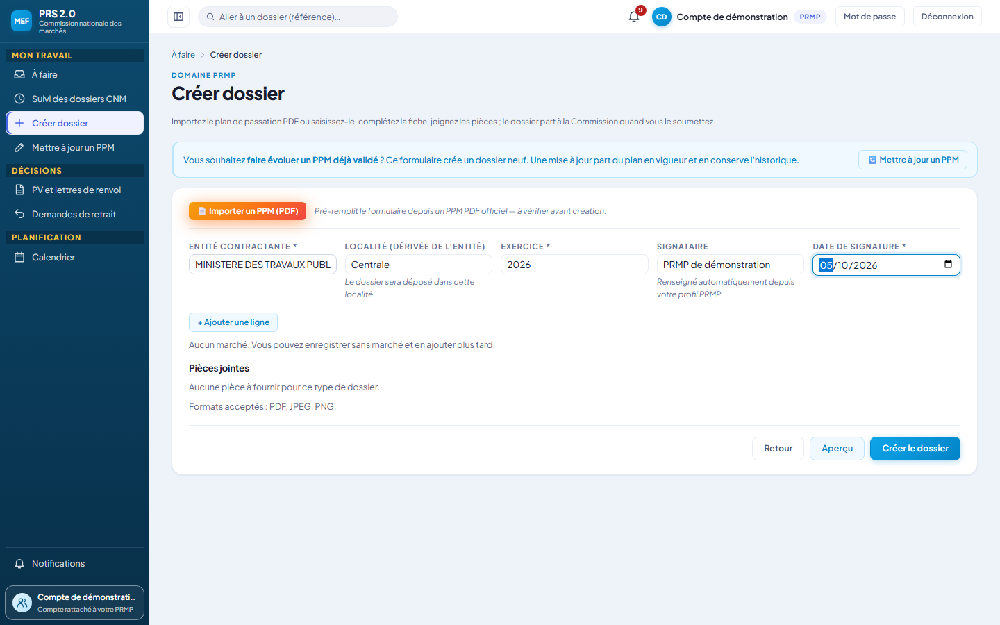 MEF
PRS 2.0
Commission nationale des
marchés
MON TRAVAIL
À faire
Suivi des dossiers CNM
Créer dossier
Mettre à jour un PPM
DÉCISIONS
PV et lettres de renvoi
Demandes de retrait
PLANIFICATION
Calendrier
Notifications
Compte de démonstrati...
Compte rattaché à votre PRMP
Aller à un dossier (référence)...
9
CD
Compte de démonstration
PRMP
Mot de passe
Déconnexion
À faire
Créer dossier
DOMAINE PRMP
Créer dossier
Importez le plan de passation PDF ou saisissez-le, complétez la fiche, joignez les pièces ; le dossier part à la Commission quand vous le soumettez.
Vous souhaitez faire évoluer un PPM déjà validé ? Ce formulaire crée un dossier neuf. Une mise à jour part du plan en vigueur et en conserve l'historique.
Mettre à jour un PPM
Importer un PPM (PDF)
Pré-remplit le formulaire depuis un PPM PDF officiel — à vérifier avant création.
ENTITÉ CONTRACTANTE *
LOCALITÉ (DÉRIVÉE DE L'ENTITÉ)
EXERCICE *
SIGNATAIRE
DATE DE SIGNATURE *
MINISTERE DES TRAVAUX PUBL
Centrale
2026
PRMP de démonstration
05/10/2026
Le dossier sera déposé dans cette
localité.
Renseigné automatiquement depuis
votre profil PRMP.
+ Ajouter une ligne
Aucun marché. Vous pouvez enregistrer sans marché et en ajouter plus tard.
Pièces jointes
Aucune pièce à fournir pour ce type de dossier.
Formats acceptés : PDF, JPEG, PNG.
Retour
Aperçu
Créer le dossier